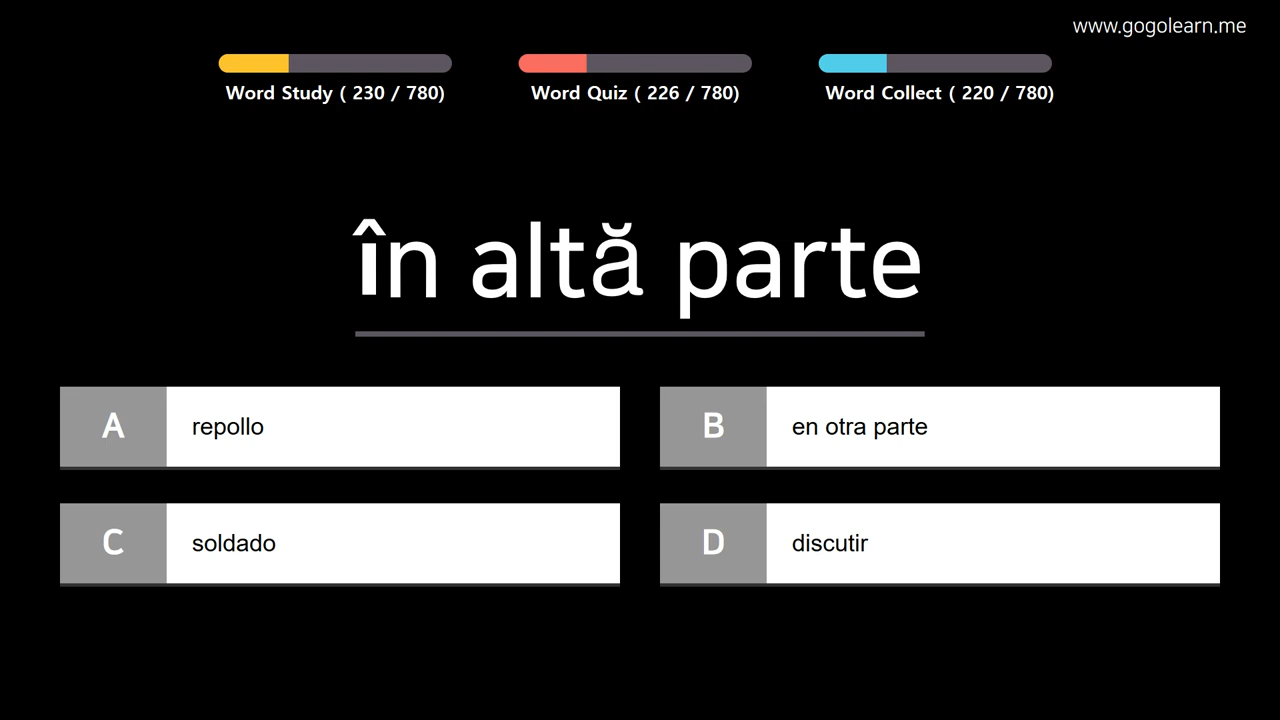 www.gogolearn.me
Word Study ( 230 / 780)
Word Quiz ( 226 / 780)
Word Collect ( 220 / 780)
în altă parte
A
repollo
B
en otra parte
C
soldado
D
discutir